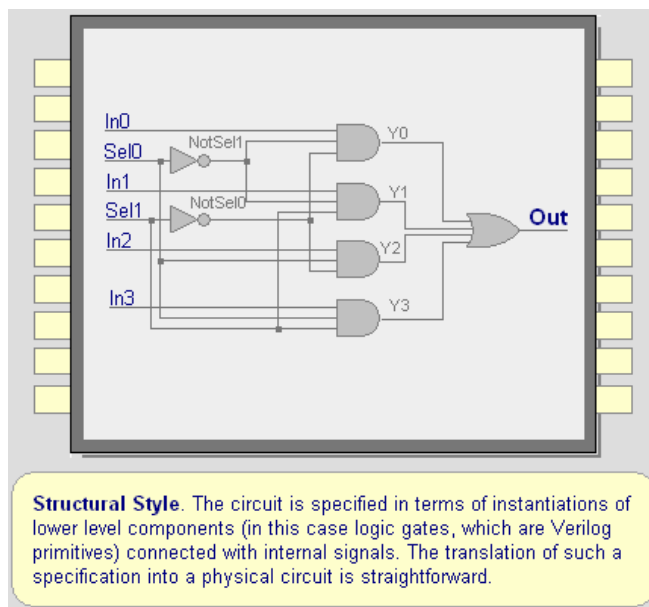 In0
NotSel1
Y0
Sel0
In1
NotSel0
Y1
Sel1
Out
In2
Y2
In3
Y3
Structural Style. The circuit is specified in terms of instantiations of
lower level components (in this case logic gates, which are Verilog
primitives) connected with internal signals. The translation of such a
specification into a physical circuit is straightforward.